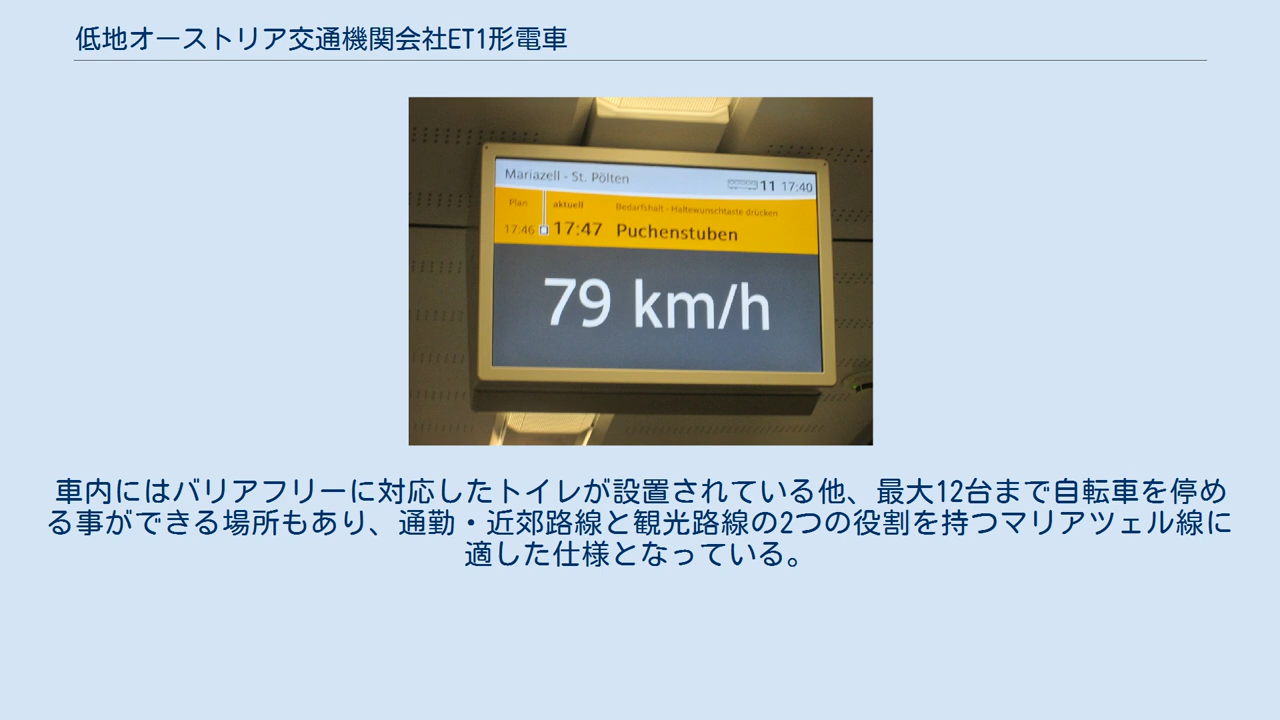 低地オーストリア交通機関会社ET1形電車
Mariazell - St. Pölten
11 17:40
Plan aktuell Bedarfshalt - Haltewunschtaste drücken
17:46 17:47 Puchenstuben
79 km/h
車内にはバリアフリーに対応したトイレが設置されている他、最大12台まで自転車を停め
る事ができる場所もあり、通勤・近郊路線と観光路線の2つの役割を持つマリアツェル線に
適した仕様となっている。